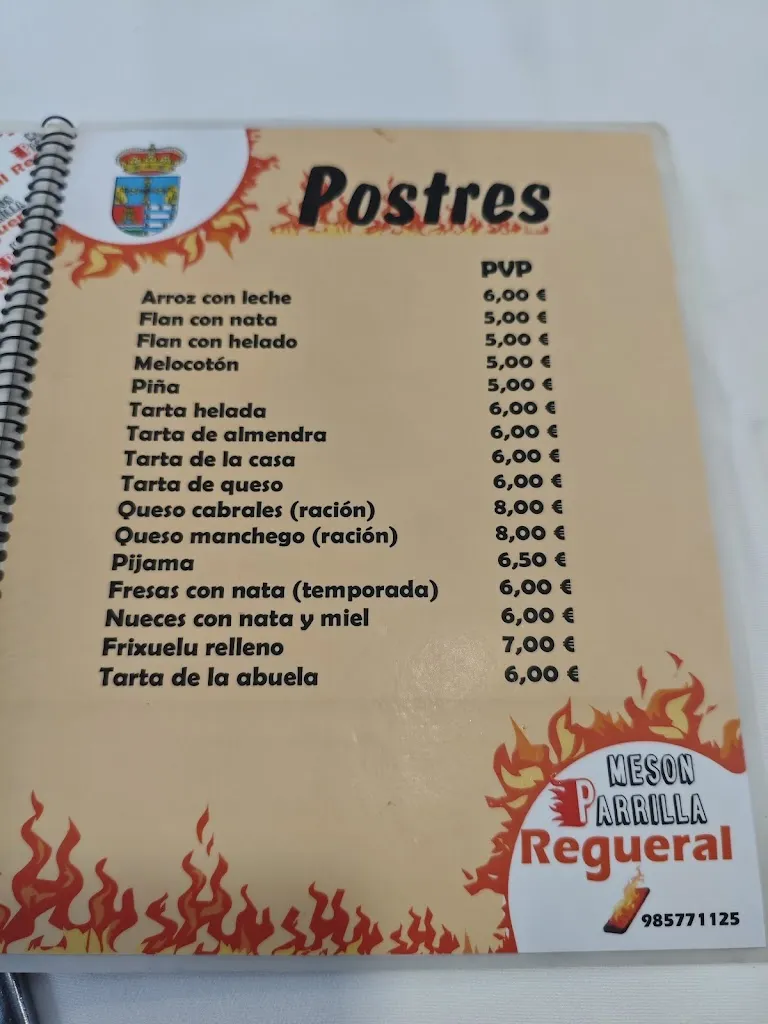 Postres
PVP
Arroz con leche 6,00 €
Flan con nata 5,00 €
Flan con helado 5,00 €
Melocotón 5,00 €
Piña 5,00 €
Tarta helada 6,00 €
Tarta de almendra 6,00 €
Tarta de la casa 6,00 €
Tarta de queso 6,00 €
Queso cabrales (ración) 8,00 €
Queso manchego (ración) 8,00 €
Pijama 6,50 €
Fresas con nata (temporada) 6,00 €
Nueces con nata y miel 6,00 €
Frixuelu relleno 7,00 €
Tarta de la abuela 6,00 €
MESON
PARRILLA
Regueral
985771125